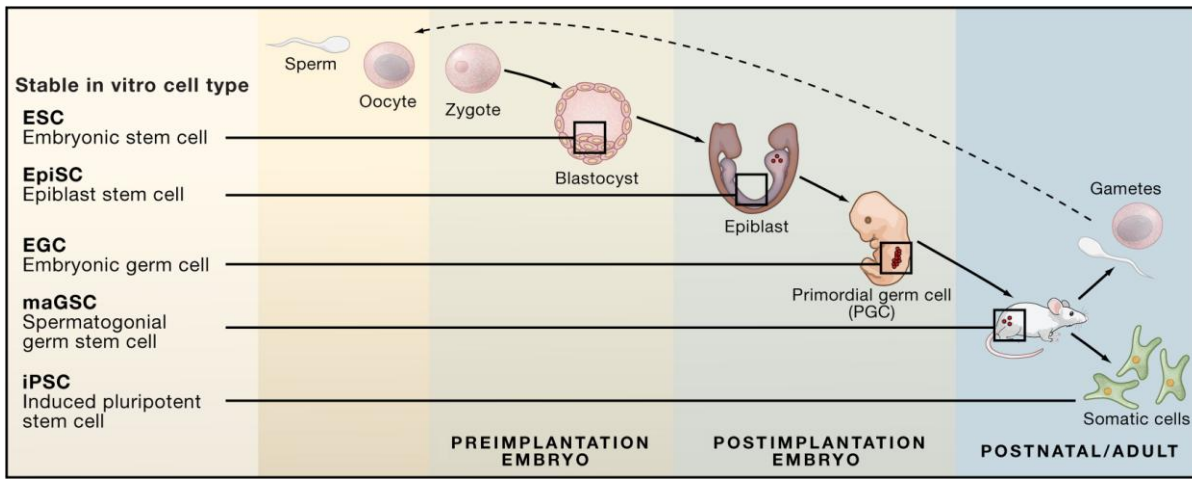 Stable in vitro cell type
ESC
Embryonic stem cell
EpiSC
Epiblast stem cell
EGC
Embryonic germ cell
maGSC
Spermatogonial
germ stem cell
iPSC
Induced pluripotent
stem cell
Sperm
Oocyte
Zygote
Blastocyst
Epiblast
Primordial germ cell
(PGC)
Gametes
Somatic cells
PREIMPLANTATION
EMBRYO
POSTIMPLANTATION
EMBRYO
POSTNATAL/ADULT